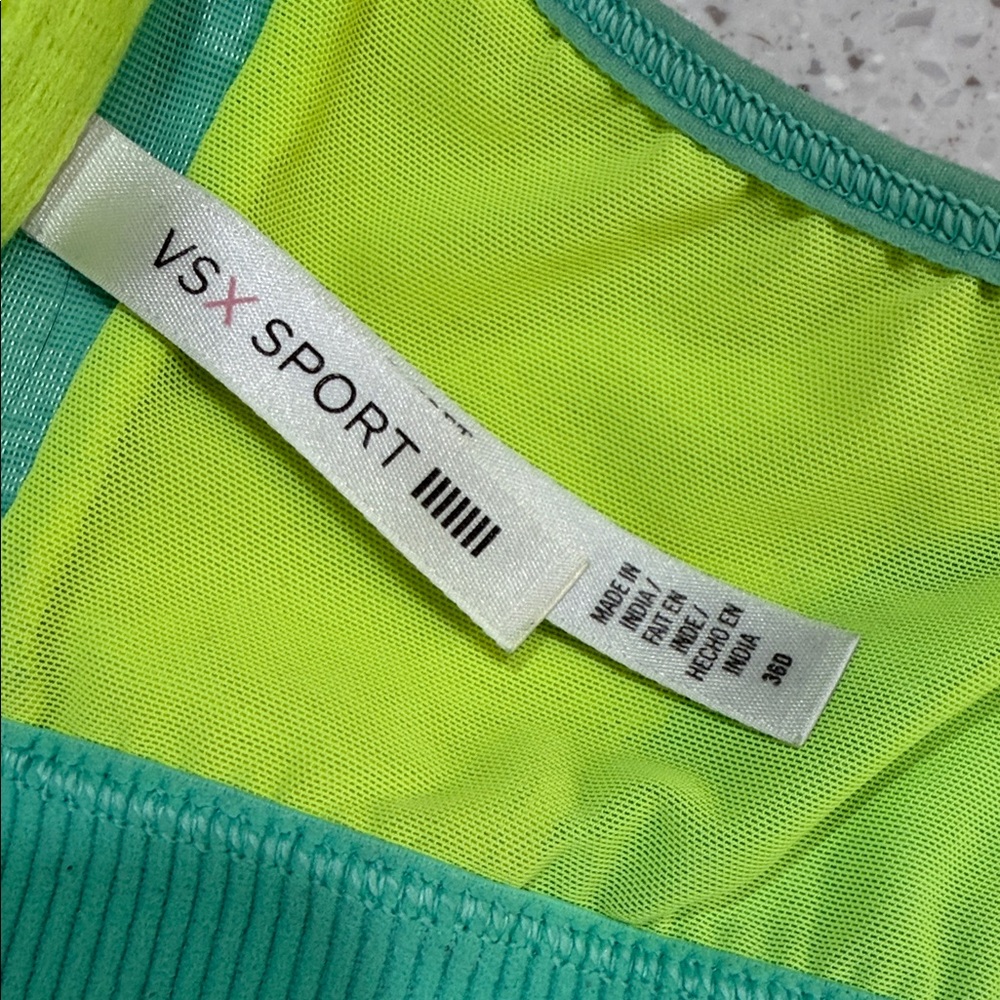 VSX SPORT
MADE IN
INDIA /
FAIT EN
INDE /
HECHO EN
INDIA
36D